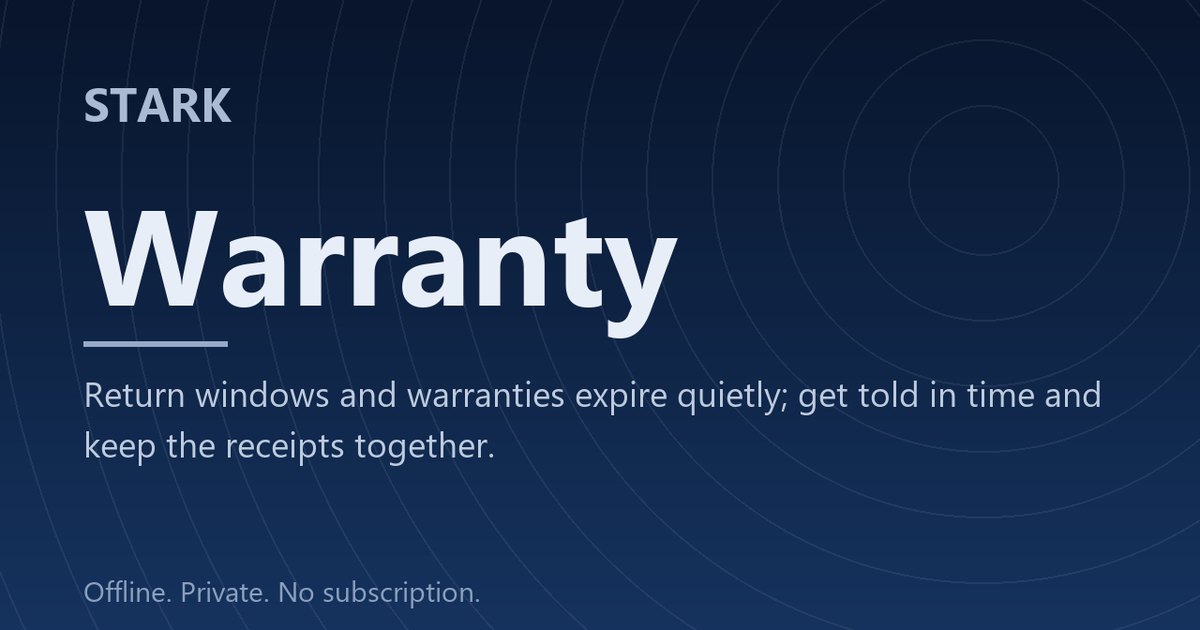 STARK
Warranty
Return windows and warranties expire quietly; get told in time and
keep the receipts together.
Offline. Private. No subscription.